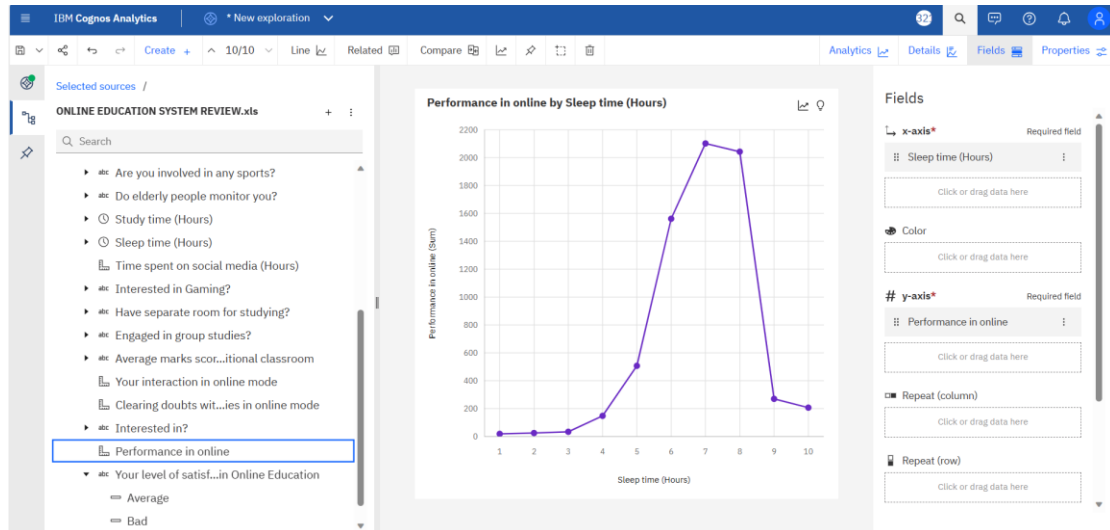 IBM Cognos Analytics
* New exploration
Create +
10/10
Line
Related
Compare
Analytics
Details
Fields
Properties
Selected sources /
ONLINE EDUCATION SYSTEM REVIEW.xls
Search
abc Are you involved in any sports?
abc Do elderly people monitor you?
Study time (Hours)
Sleep time (Hours)
Time spent on social media (Hours)
abc Interested in Gaming?
abc Have separate room for studying?
abc Engaged in group studies?
abc Average marks scor...itional classroom
Your interaction in online mode
Clearing doubts wit...ies in online mode
abc Interested in?
Performance in online
abc Your level of satisf...in Online Education
Average
Bad
Performance in online by Sleep time (Hours)
Performance in online (Sum)
2200
2000
1800
1600
1400
1200
1000
800
600
400
200
0
1 2 3 4 5 6 7 8 9 10
Sleep time (Hours)
Fields
x-axis* Required field
Sleep time (Hours)
Click or drag data here
Color
Click or drag data here
# y-axis* Required field
Performance in online
Click or drag data here
Repeat (column)
Click or drag data here
Repeat (row)
Click or drag data here